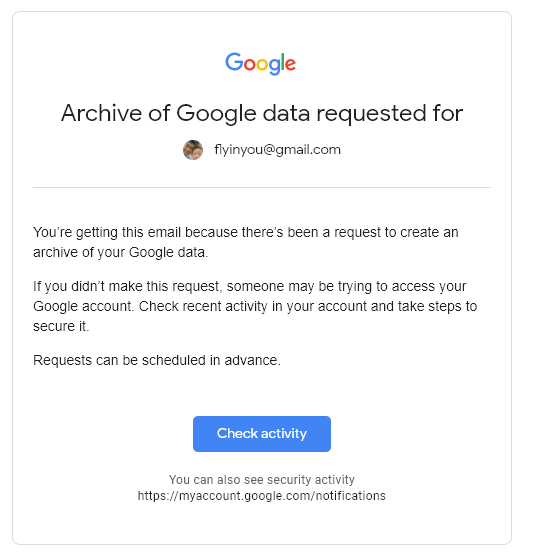 Google
Archive of Google data requested for
flyinyou@gmail.com
You're getting this email because there's been a request to create an
archive of your Google data.
If you didn't make this request, someone may be trying to access your
Google account. Check recent activity in your account and take steps to
secure it.
Requests can be scheduled in advance.
Check activity
You can also see security activity
https://myaccount.google.com/notifications